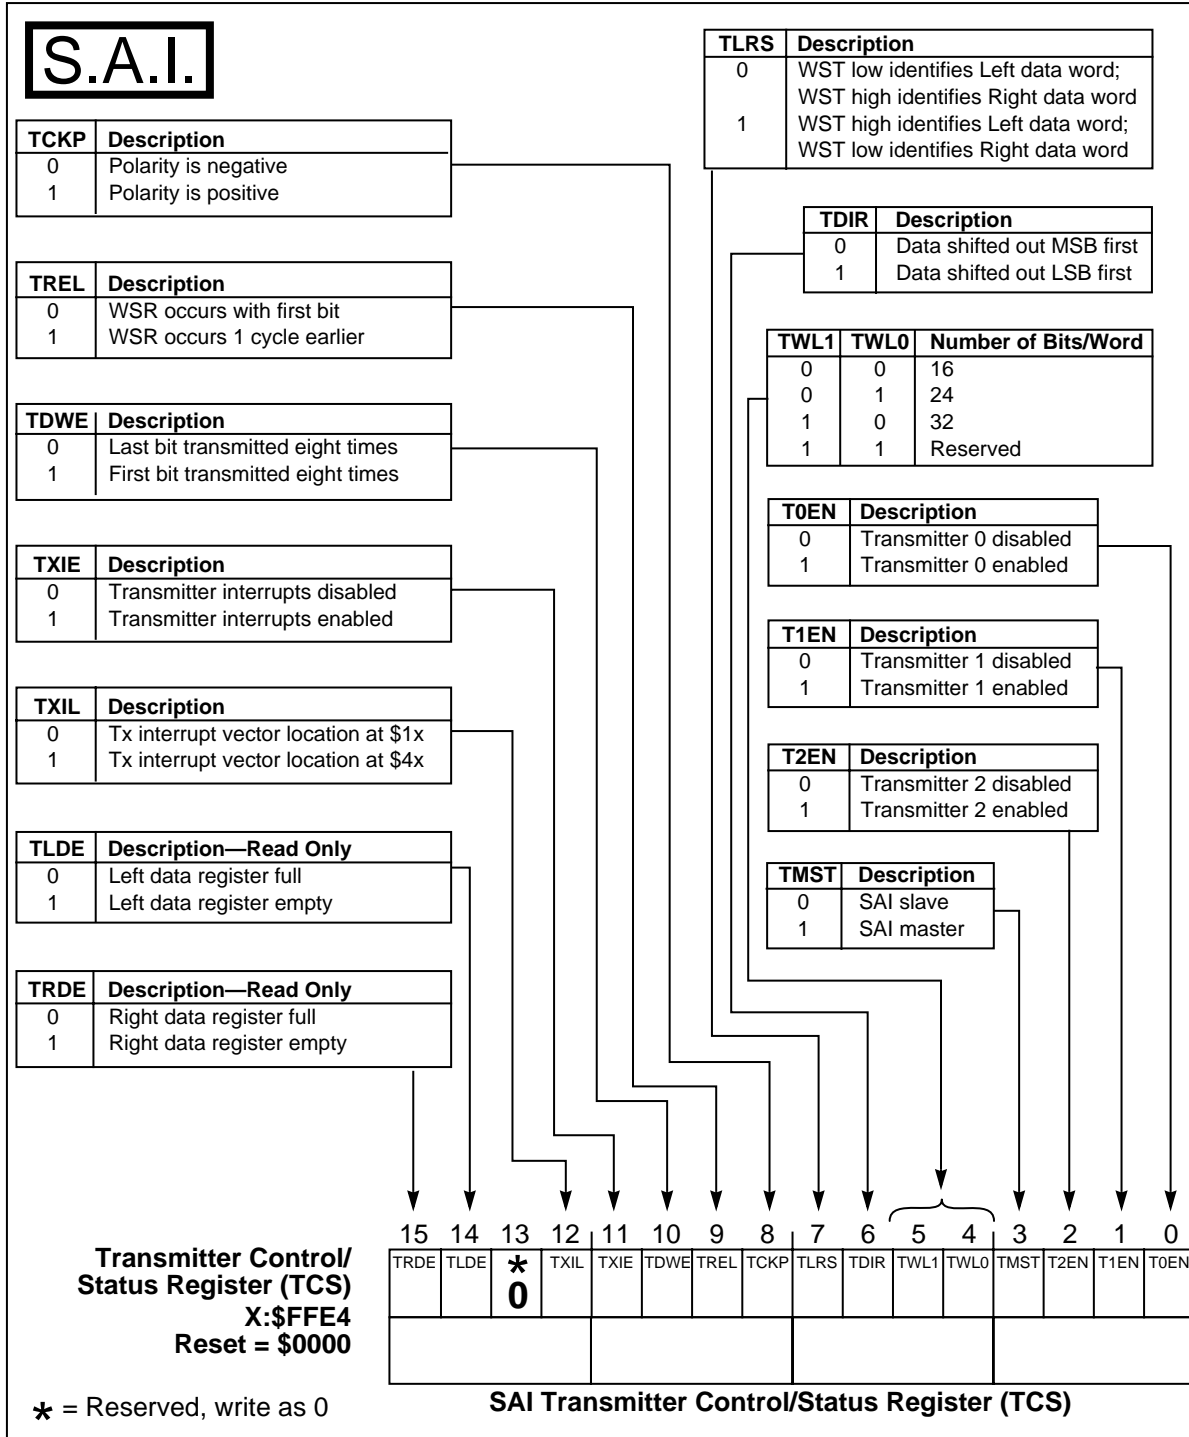 S.A.I.
TCKP Description
0 Polarity is negative
1 Polarity is positive
TREL Description
0 WSR occurs with first bit
1 WSR occurs 1 cycle earlier
TDWE Description
0 Last bit transmitted eight times
1 First bit transmitted eight times
TXIE Description
0 Transmitter interrupts disabled
1 Transmitter interrupts enabled
TXIL Description
0 Tx interrupt vector location at $1x
1 Tx interrupt vector location at $4x
TLDE Description—Read Only
0 Left data register full
1 Left data register empty
TRDE Description—Read Only
0 Right data register full
1 Right data register empty
TLRS Description
0 WST low identifies Left data word;
WST high identifies Right data word
1 WST high identifies Left data word;
WST low identifies Right data word
TDIR Description
0 Data shifted out MSB first
1 Data shifted out LSB first
TWL1 TWL0 Number of Bits/Word
0 0 16
0 1 24
1 0 32
1 1 Reserved
T0EN Description
0 Transmitter 0 disabled
1 Transmitter 0 enabled
T1EN Description
0 Transmitter 1 disabled
1 Transmitter 1 enabled
T2EN Description
0 Transmitter 2 disabled
1 Transmitter 2 enabled
TMST Description
0 SAI slave
1 SAI master
15 14 13 12 11 10 9 8 7 6 5 4 3 2 1 0
TRDE TLDE * TXIL TXIE TDWE TREL TCKP TLRS TDIR TWL1 TWL0 TMST T2EN T1EN T0EN
0
Transmitter Control/
Status Register (TCS)
X:$FFE4
Reset = $0000
* = Reserved, write as 0
SAI Transmitter Control/Status Register (TCS)